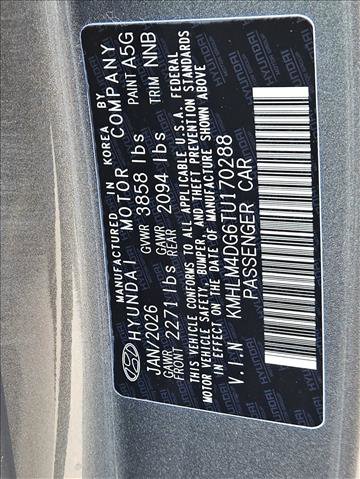 MANUFACTURED IN KOREA BY
HYUNDAI MOTOR COMPANY
JAN/2026 GVWR 3858 lbs PAINT A5G
GAWR FRONT 2271 lbs GAWR REAR 2094 lbs TRIM NNB
THIS VEHICLE CONFORMS TO ALL APPLICABLE U.S.A. FEDERAL
MOTOR VEHICLE SAFETY, BUMPER, AND THEFT PREVENTION STANDARDS
IN EFFECT ON THE DATE OF MANUFACTURE SHOWN ABOVE
V.I.N KMHLM4DG6TU170288
PASSENGER CAR